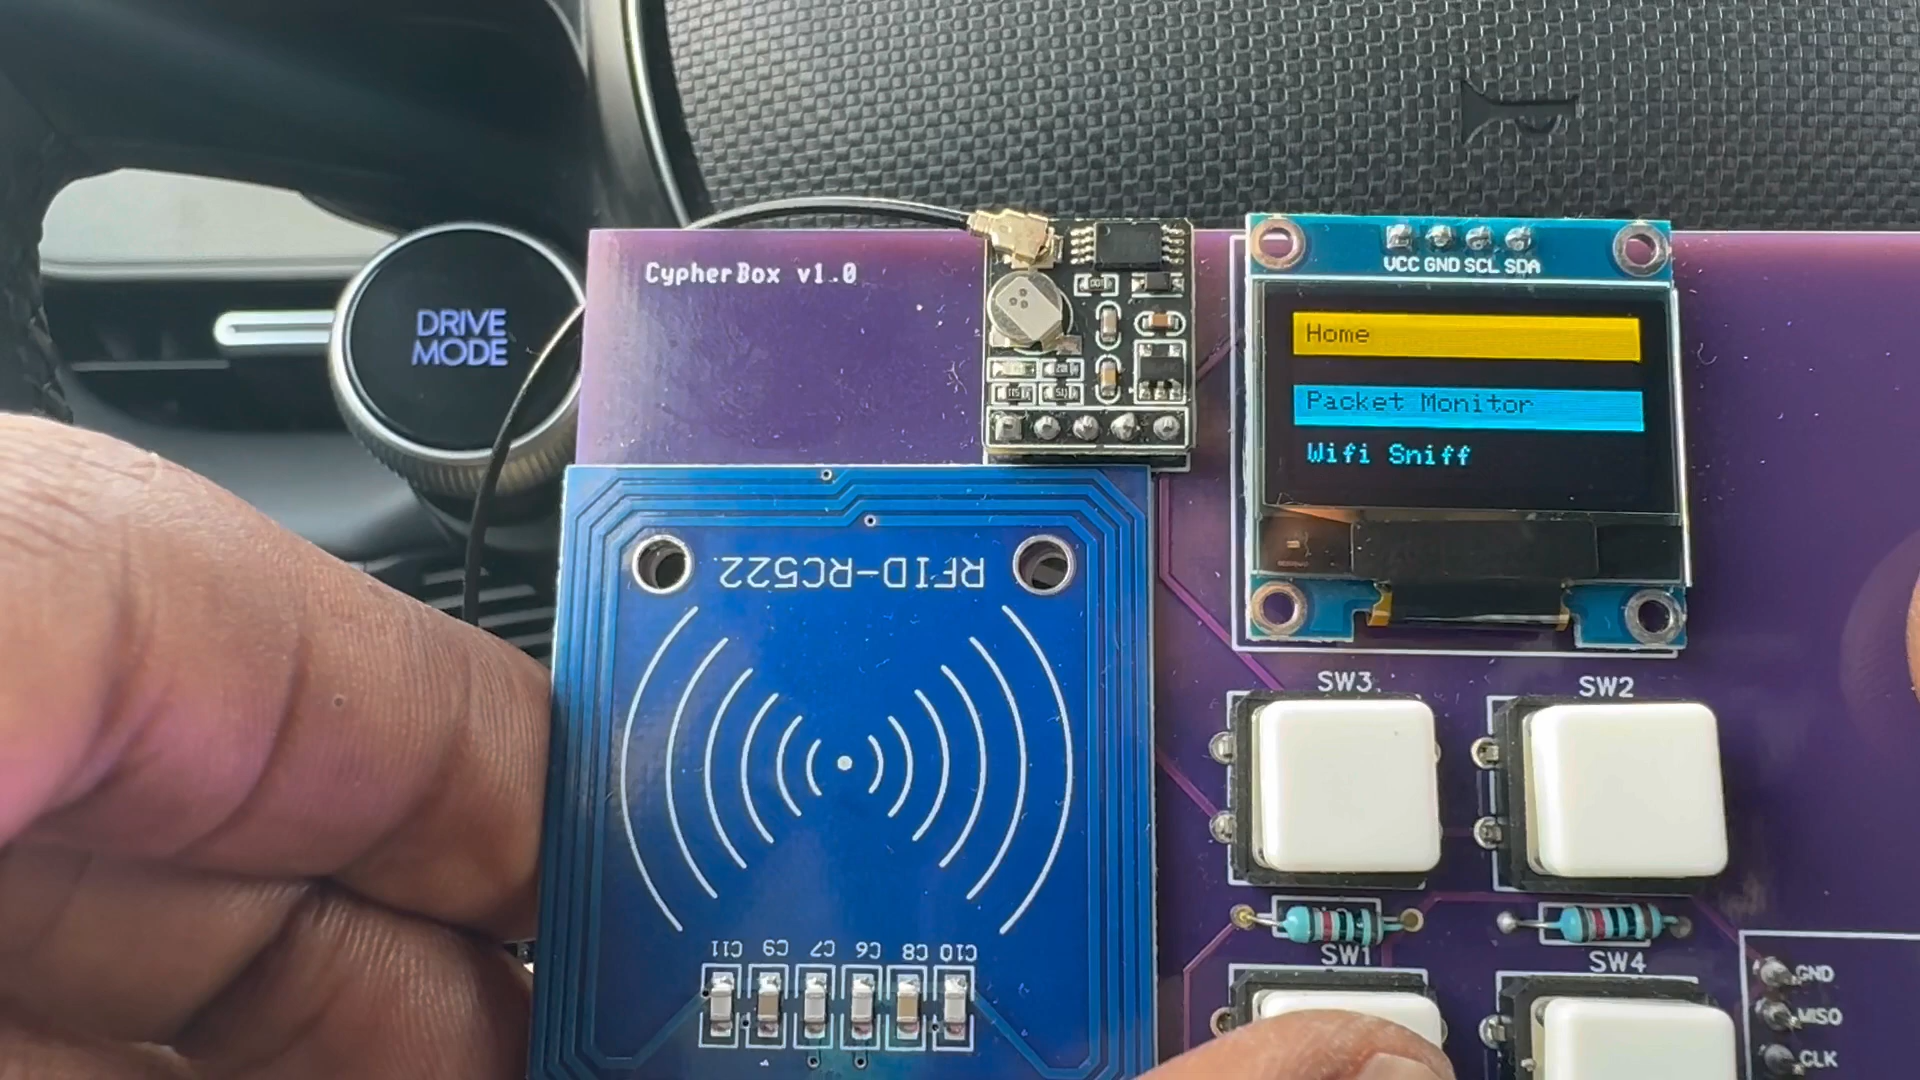 DRIVE
MODE
CypherBox v1.0
VCC GND SCL SDA
Home
Packet Monitor
Wifi Sniff
RFID-RC522
SW3
SW2
C11 C9 C7 C6 C8 C10
SW1
SW4
GND
MISO
CLK